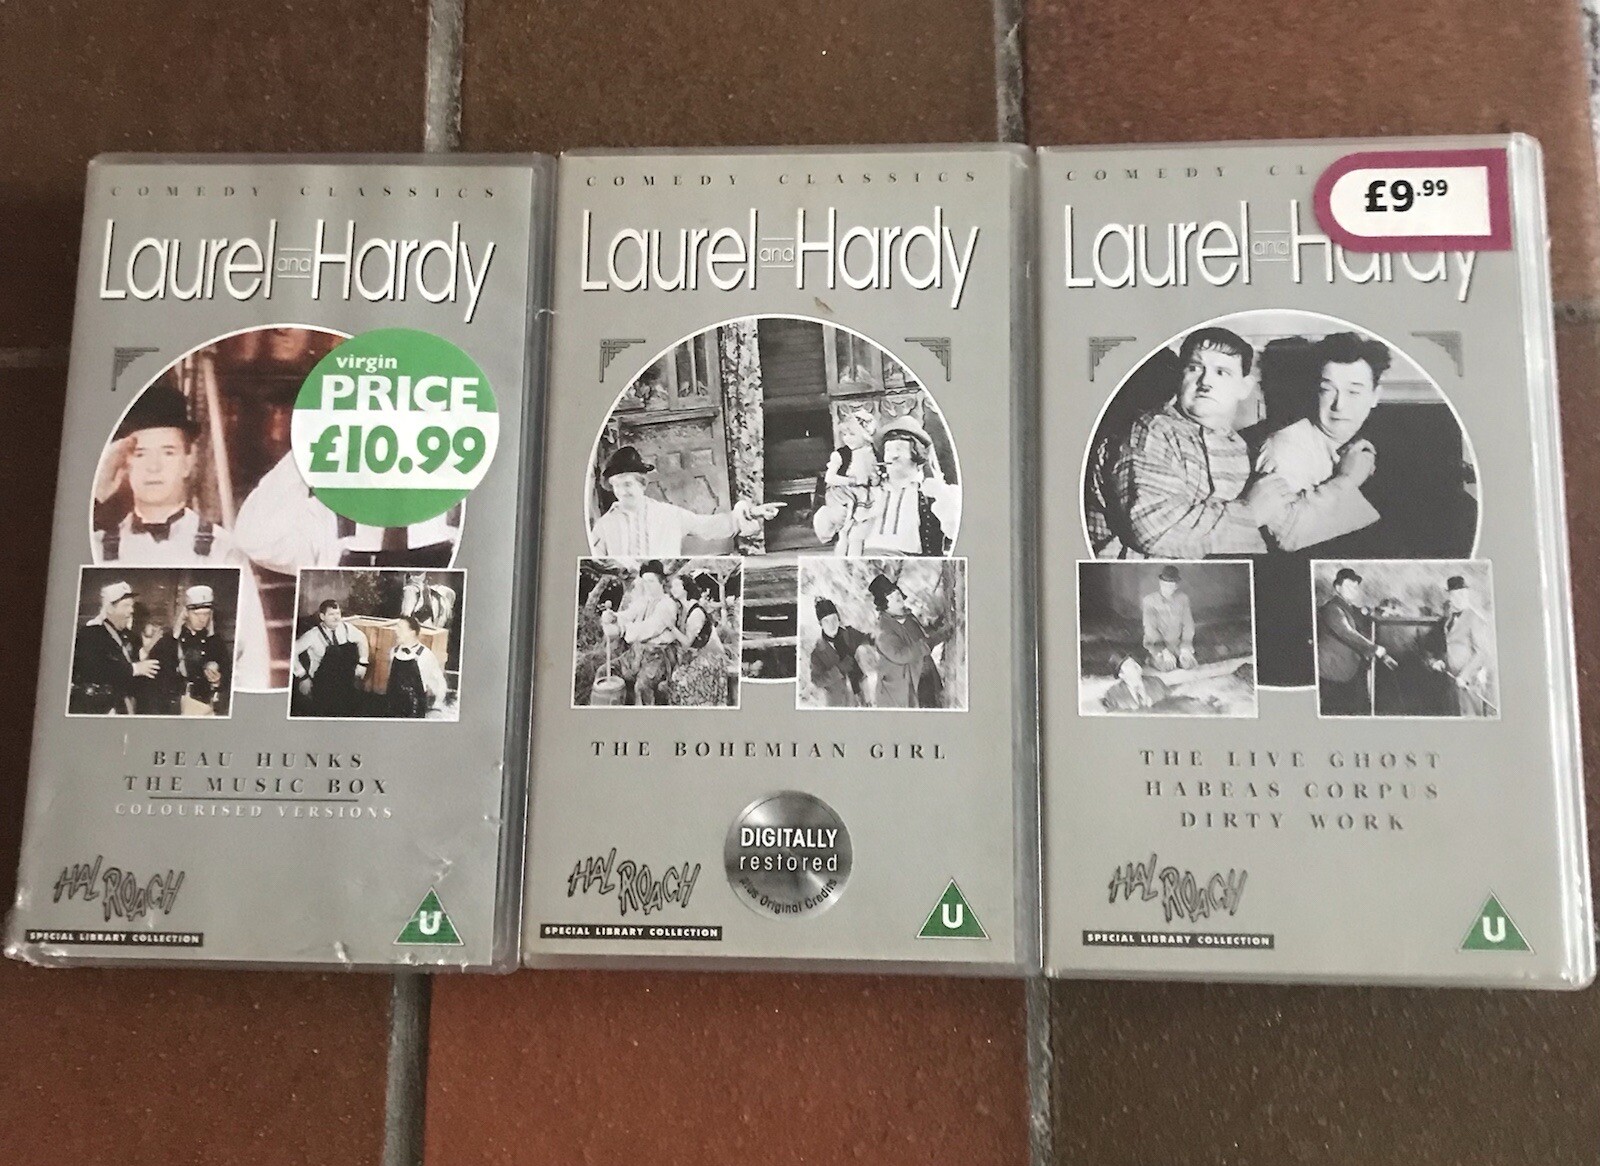 COMEDY CLASSICS
Laurel and Hardy
virgin
PRICE
£10.99
BEAU HUNKS
THE MUSIC BOX
COLOURISED VERSIONS
HAL ROACH
SPECIAL LIBRARY COLLECTION
U
COMEDY CLASSICS
Laurel and Hardy
THE BOHEMIAN GIRL
DIGITALLY
restored
plus Original Credits
HAL ROACH
SPECIAL LIBRARY COLLECTION
U
COMEDY CL
£9.99
Laurel and Hardy
THE LIVE GHOST
HABEAS CORPUS
DIRTY WORK
HAL ROACH
SPECIAL LIBRARY COLLECTION
U